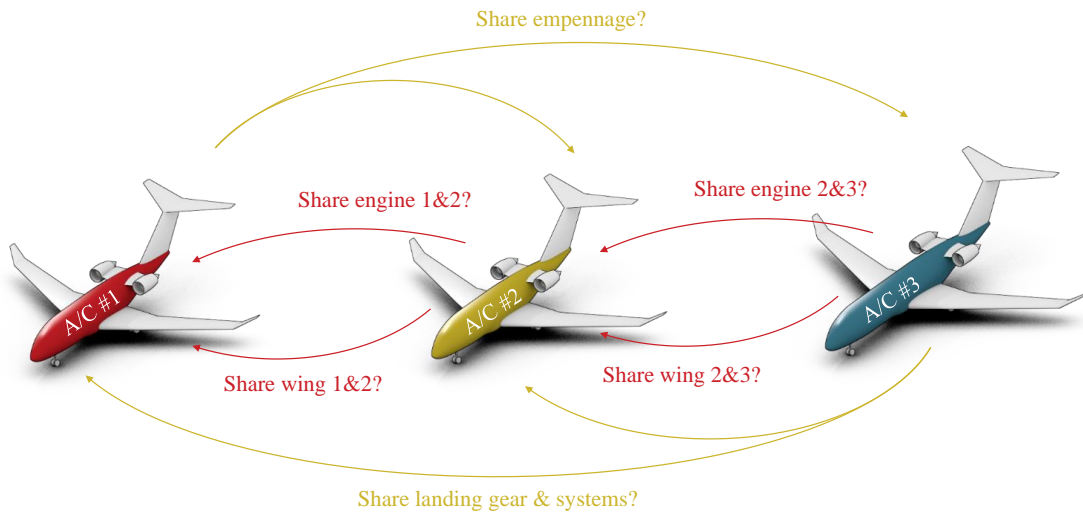 Share empennage?
Share engine 1&2?
Share engine 2&3?
A/C #1
A/C #2
A/C #3
Share wing 1&2?
Share wing 2&3?
Share landing gear & systems?